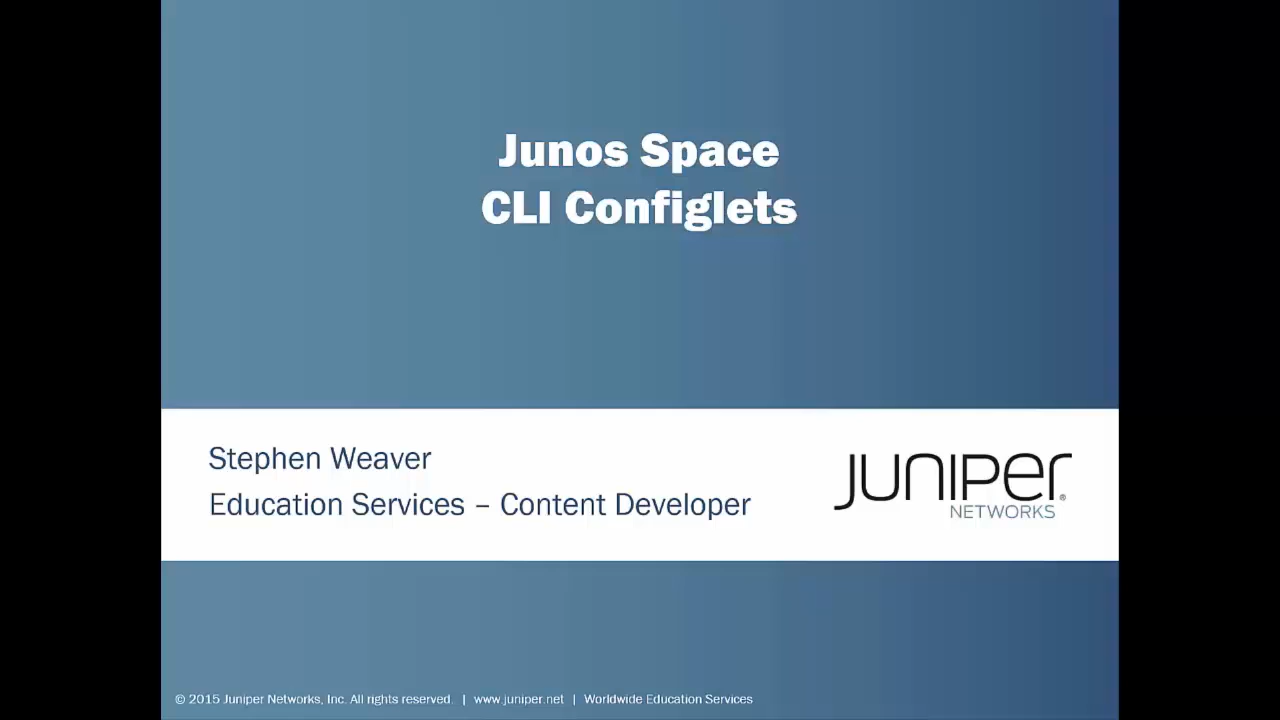 Junos Space
CLI Configlets
Stephen Weaver
Education Services – Content Developer
JUNIPer®
NETWORKS
© 2015 Juniper Networks, Inc. All rights reserved. | www.juniper.net | Worldwide Education Services